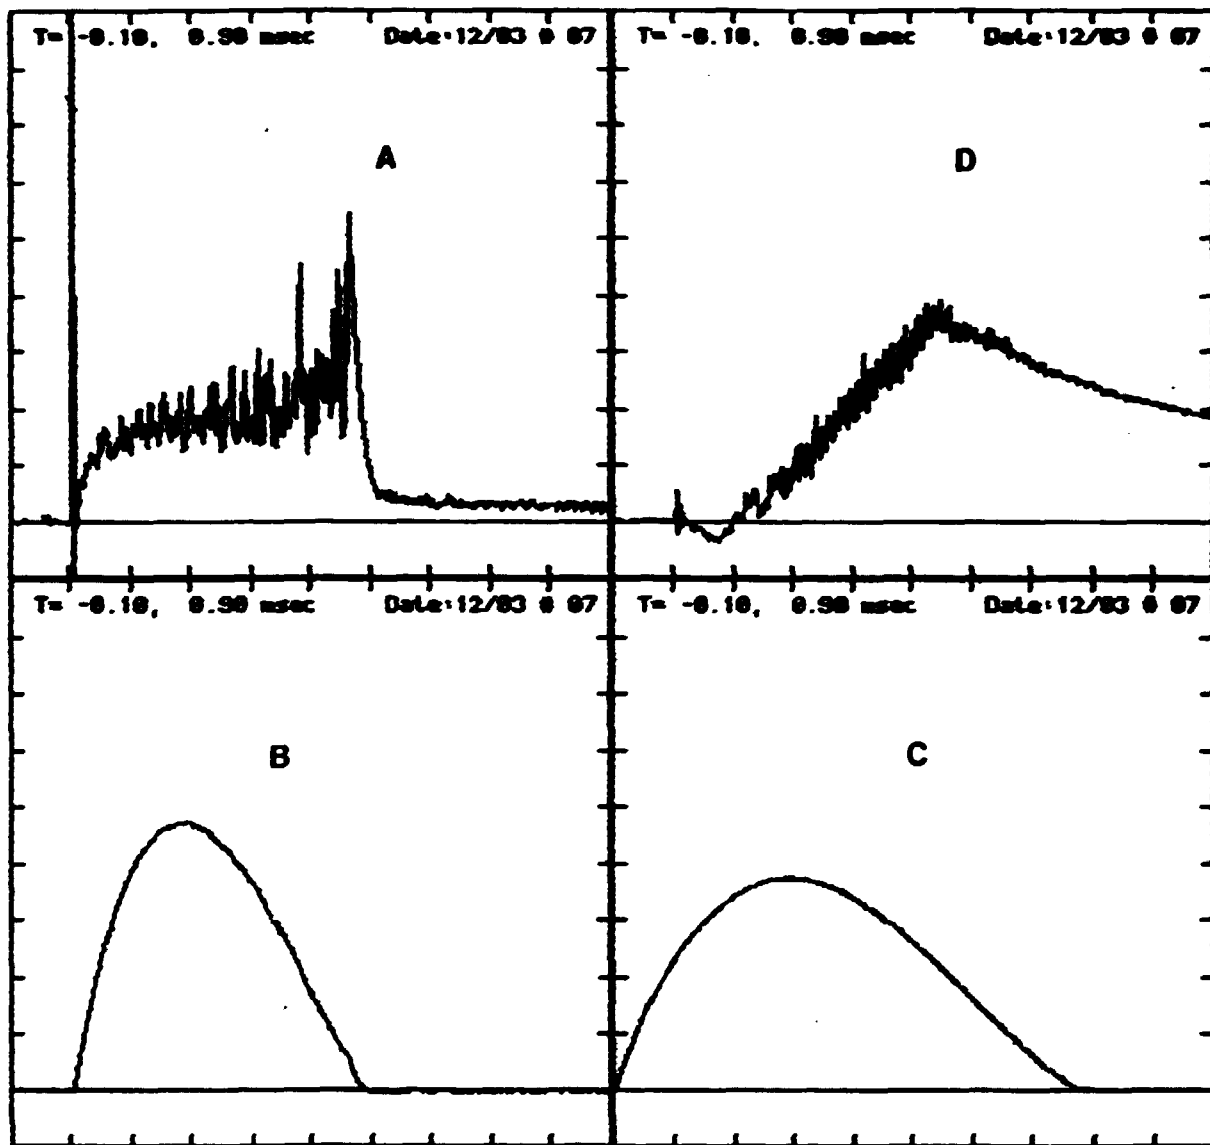 T= -0.10, 0.90 msec Date:12/03 @ 07
T= -0.10, 0.90 msec Date:12/03 @ 07
A
D
T= -0.10, 0.90 msec Date:12/03 @ 07
T= -0.10, 0.90 msec Date:12/03 @ 07
B
C